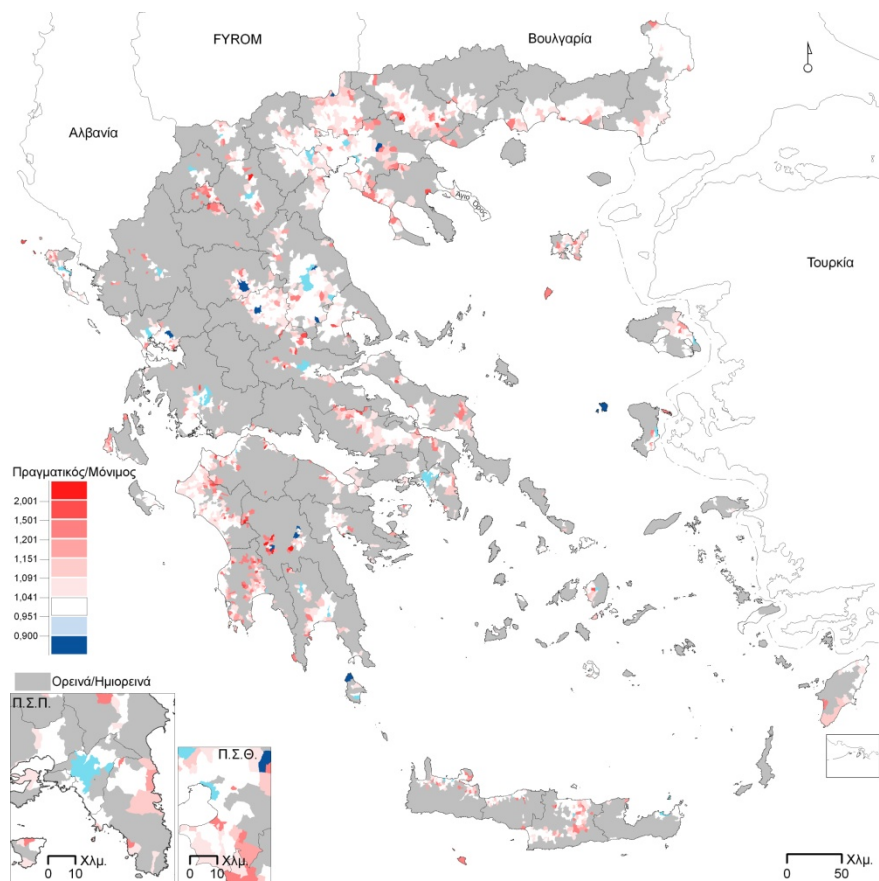 FYROM
Βουλγαρία
Αλβανία
Άγιο Όρος
Τουρκία
Πραγματικός/Μόνιμος
2,001
1,501
1,201
1,151
1,091
1,041
0,951
0,900
Ορεινά/Ημιορεινά
Π.Σ.Π.
Π.Σ.Θ.
0 10 Χλμ.
0 10 Χλμ.
0 50 Χλμ.